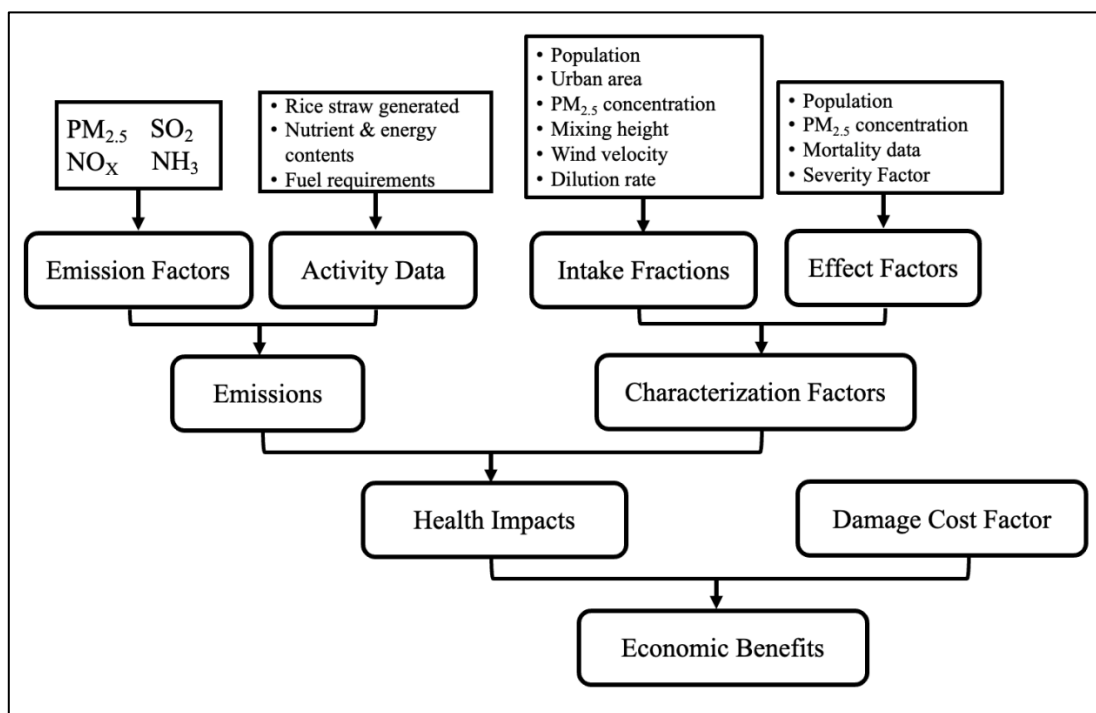 PM₂.₅ SO₂
NOₓ NH₃
• Rice straw generated
• Nutrient & energy
contents
• Fuel requirements
• Population
• Urban area
• PM₂.₅ concentration
• Mixing height
• Wind velocity
• Dilution rate
• Population
• PM₂.₅ concentration
• Mortality data
• Severity Factor
Emission Factors
Activity Data
Intake Fractions
Effect Factors
Emissions
Characterization Factors
Health Impacts
Damage Cost Factor
Economic Benefits